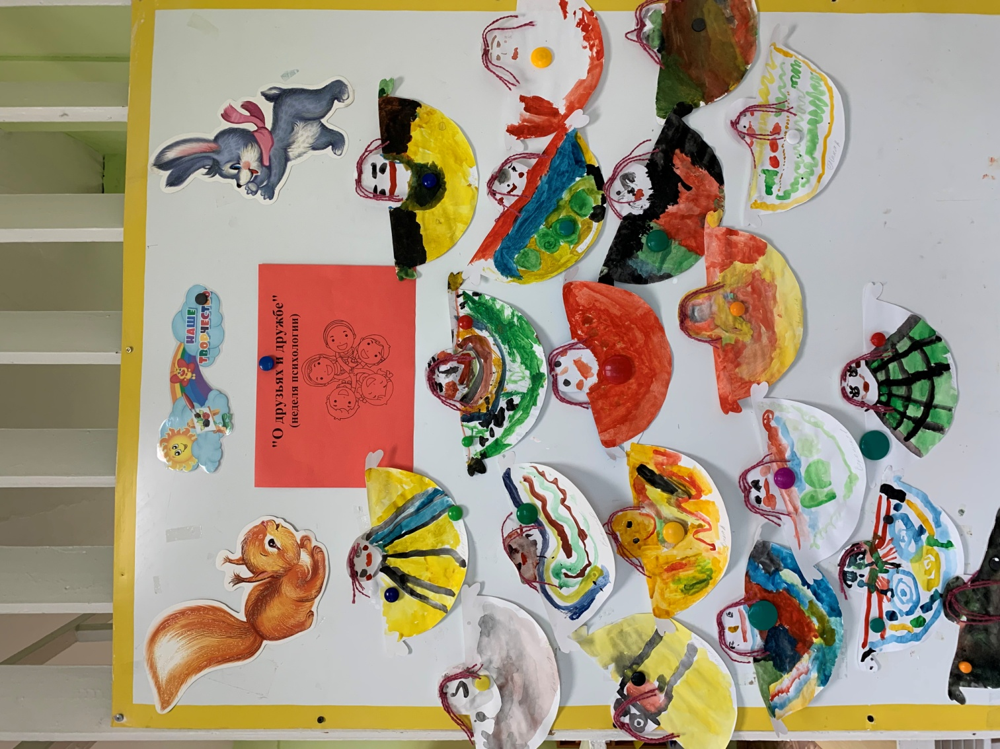 НАШЕ
ТВОРЧЕСТВО
"О друзьях и дружбе"
(неделя психологии)